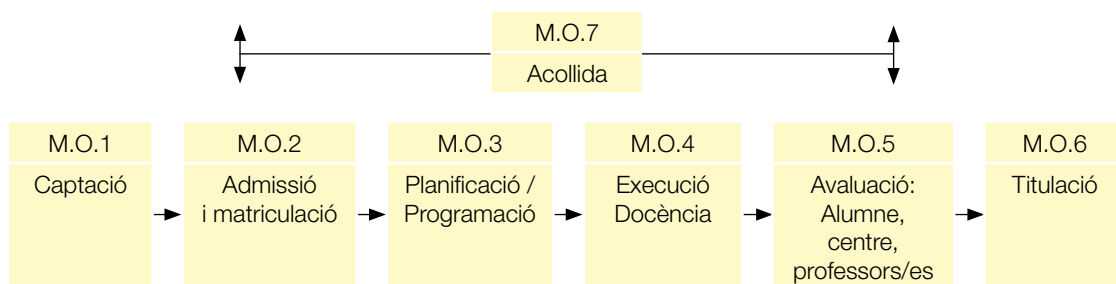 M.O.7
Acollida
M.O.1
Captació
M.O.2
Admissió
i matriculació
M.O.3
Planificació /
Programació
M.O.4
Execució
Docència
M.O.5
Avaluació:
Alumne,
centre,
professors/es
M.O.6
Titulació